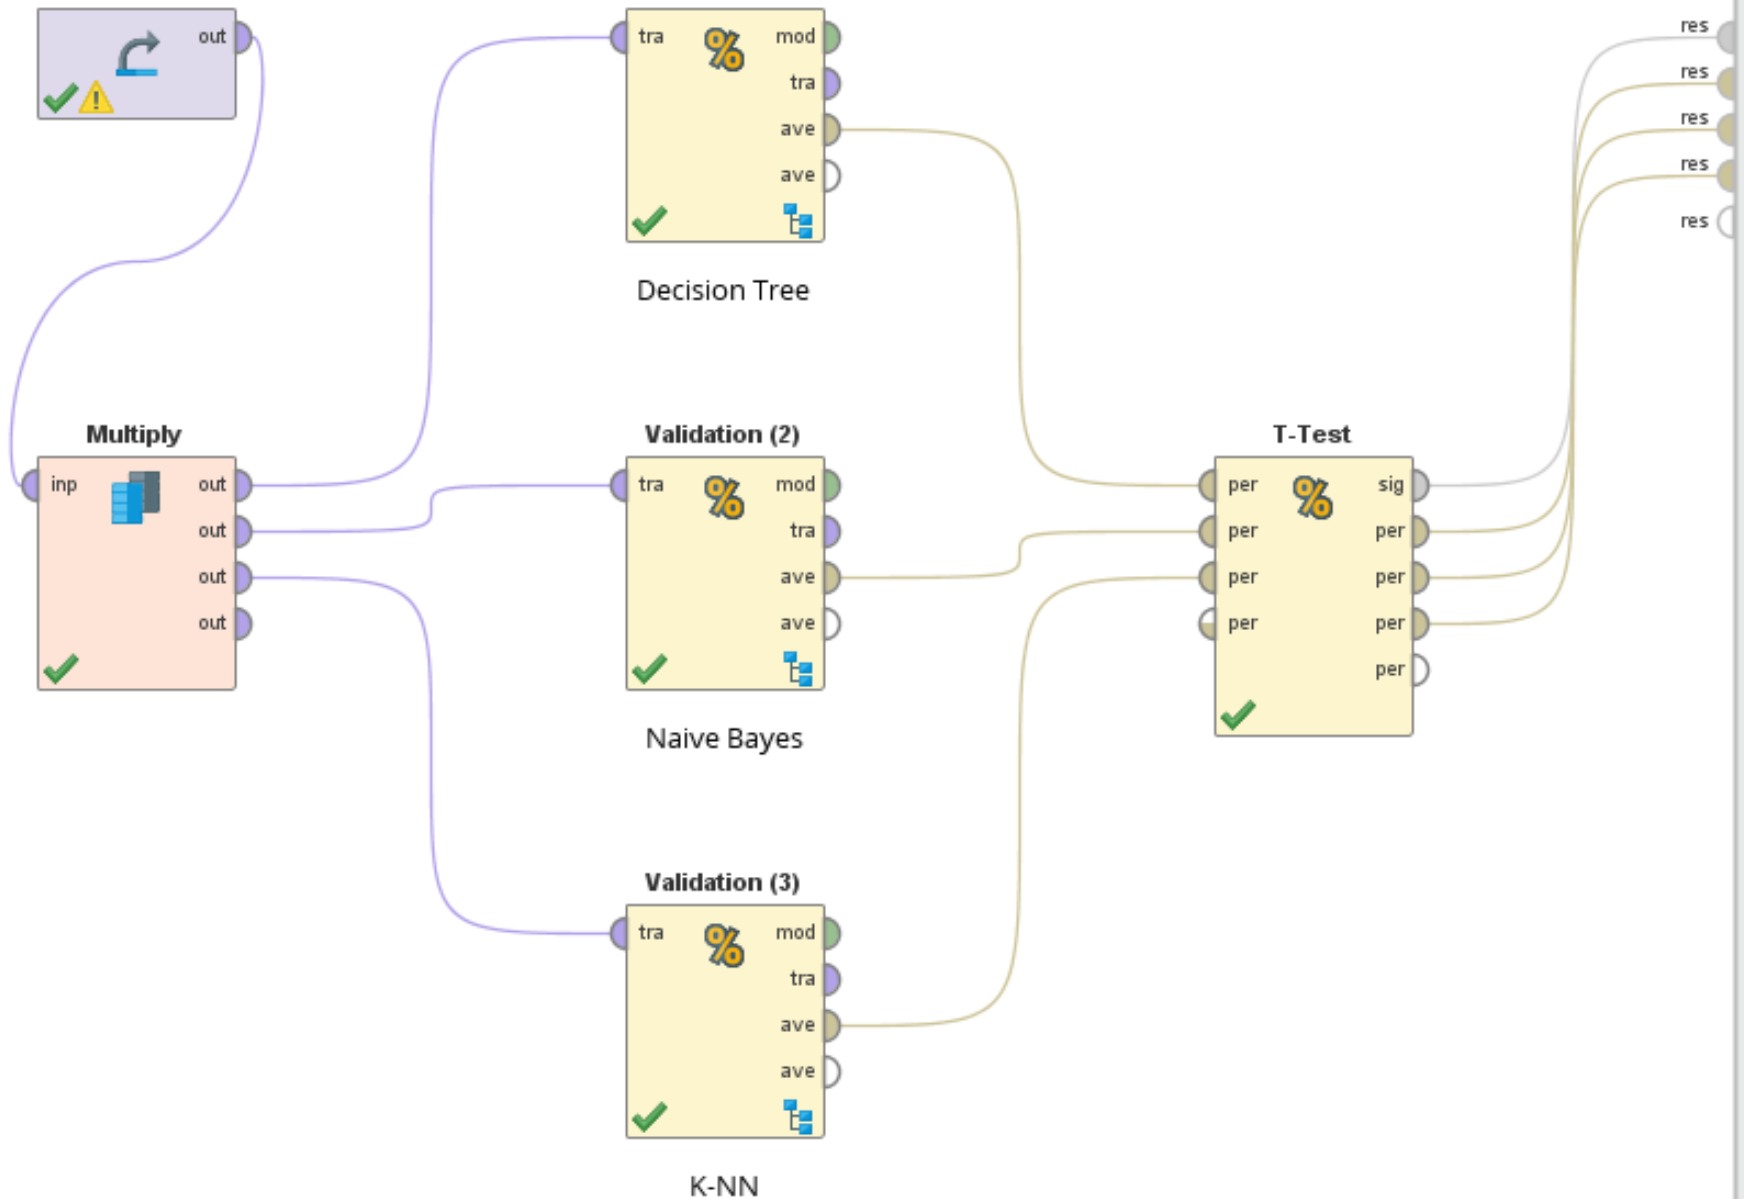 out
tra
mod
tra
ave
ave
Decision Tree
res
res
res
res
res
Multiply
inp
out
out
out
out
Validation (2)
tra
mod
tra
ave
ave
Naive Bayes
T-Test
per
per
per
per
sig
per
per
per
per
Validation (3)
tra
mod
tra
ave
ave
K-NN